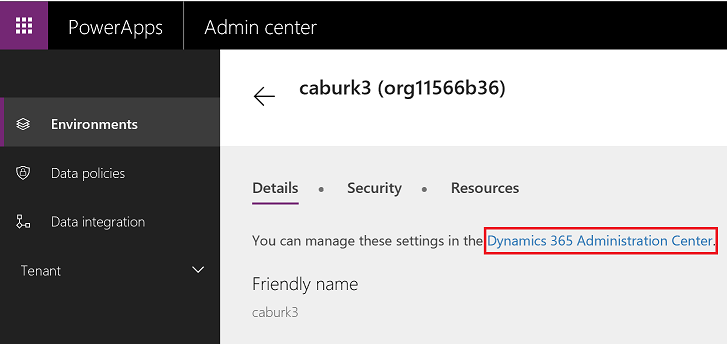 PowerApps
Admin center
caburk3 (org11566b36)
Environments
Data policies
Data integration
Tenant
Details • Security • Resources
You can manage these settings in the Dynamics 365 Administration Center.
Friendly name
caburk3